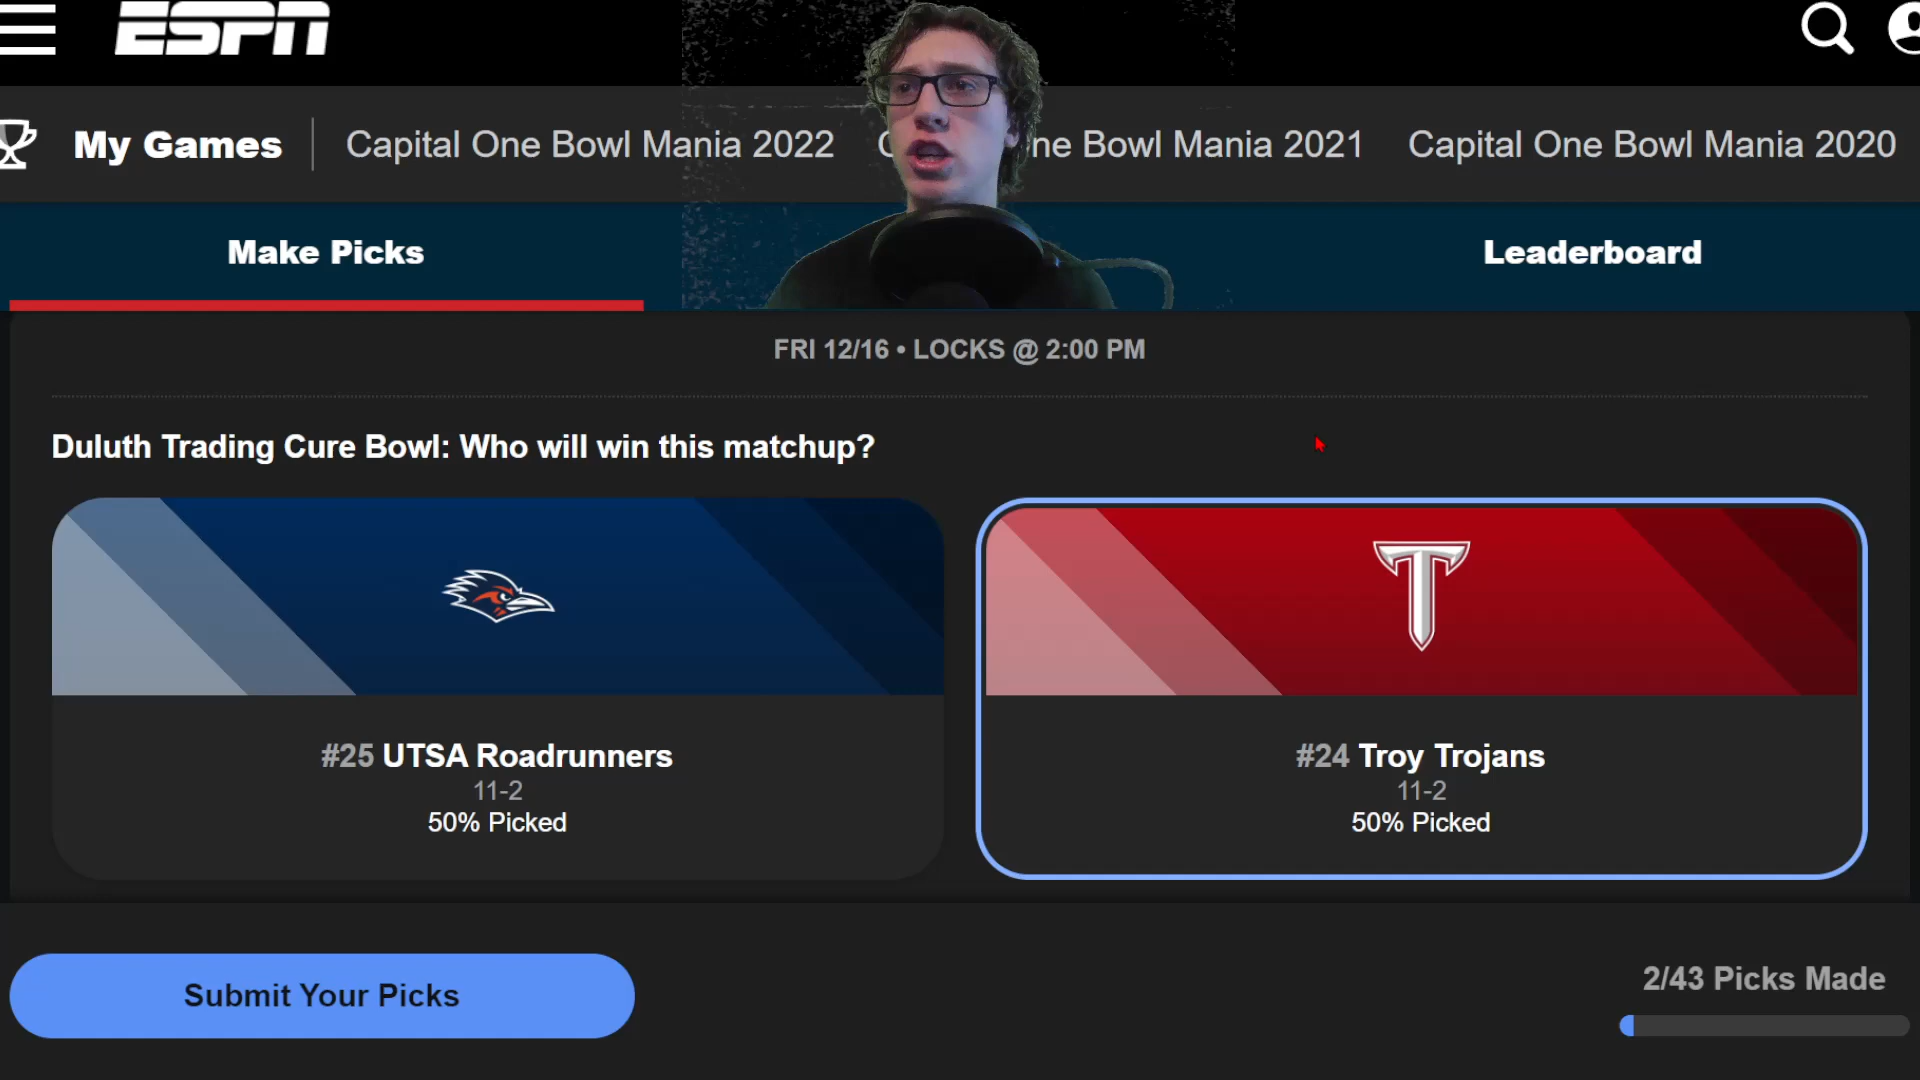 ESPN
My Games
Capital One Bowl Mania 2022
ne Bowl Mania 2021
Capital One Bowl Mania 2020
Make Picks
Leaderboard
FRI 12/16 • LOCKS @ 2:00 PM
Duluth Trading Cure Bowl: Who will win this matchup?
T
#25 UTSA Roadrunners
11-2
50% Picked
#24 Troy Trojans
11-2
50% Picked
Submit Your Picks
2/43 Picks Made